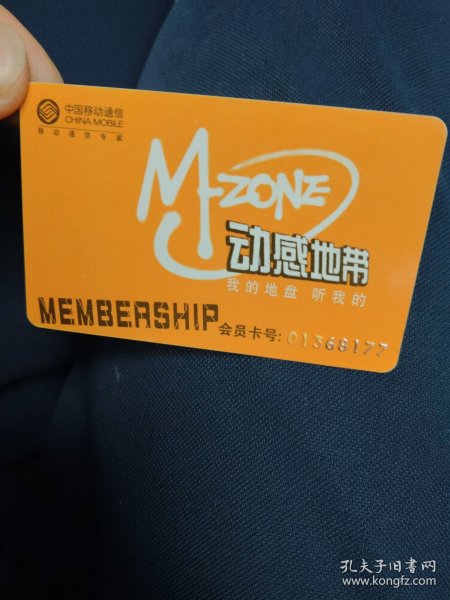 中国移动通信
CHINA MOBILE
移动通信专家
M-ZONE
动感地带
我的地盘 听我的
MEMBERSHIP
会员卡号: 01368177
孔夫子旧书网
www.kongfz.com